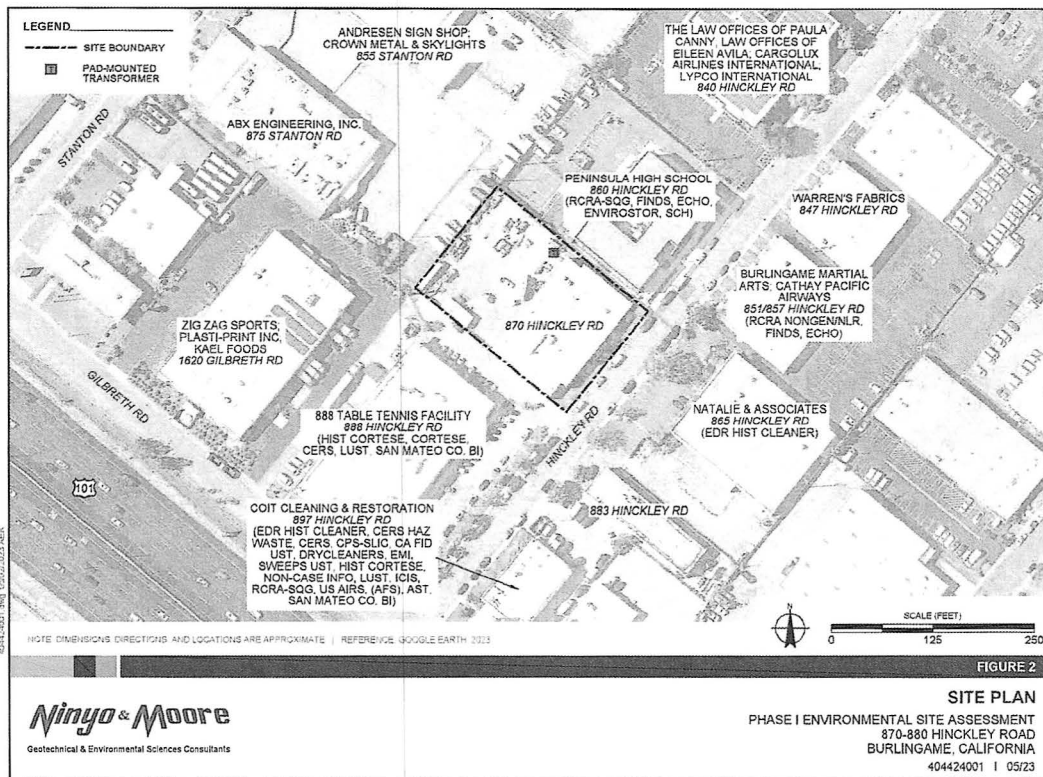 LEGEND
SITE BOUNDARY
PAD-MOUNTED
TRANSFORMER
ANDRESEN SIGN SHOP;
CROWN METAL & SKYLIGHTS
855 STANTON RD
THE LAW OFFICES OF PAULA
CANNY, LAW OFFICES OF
EILEEN AVILA, CARGOLUX
AIRLINES INTERNATIONAL,
LYPCO INTERNATIONAL
840 HINCKLEY RD
STANTON RD
ABX ENGINEERING, INC.
875 STANTON RD
PENINSULA HIGH SCHOOL
860 HINCKLEY RD
(RCRA-SQG, FINDS, ECHO,
ENVIROSTOR, SCH)
WARREN'S FABRICS
847 HINCKLEY RD
BURLINGAME MARTIAL
ARTS; CATHAY PACIFIC
AIRWAYS
851/857 HINCKLEY RD
(RCRA NONGEN/NLR,
FINDS, ECHO)
870 HINCKLEY RD
ZIG ZAG SPORTS;
PLASTI-PRINT INC,
KAEL FOODS
1620 GILBRETH RD
GILBRETH RD
888 TABLE TENNIS FACILITY
888 HINCKLEY RD
(HIST CORTESE, CORTESE,
CERS, LUST, SAN MATEO CO. BI)
HINCKLEY RD
NATALIE & ASSOCIATES
865 HINCKLEY RD
(EDR HIST CLEANER)
101
COIT CLEANING & RESTORATION
897 HINCKLEY RD
(EDR HIST CLEANER, CERS HAZ
WASTE, CERS, CPS-SLIC, CA FID
UST, DRYCLEANERS, EMI,
SWEEPS UST, HIST CORTESE,
NON-CASE INFO, LUST, ICIS,
RCRA-SQG, US AIRS, (AFS), AST,
SAN MATEO CO. BI)
883 HINCKLEY RD
NOTE: DIMENSIONS, DIRECTIONS, AND LOCATIONS ARE APPROXIMATE | REFERENCE: GOOGLE EARTH, 2023
N
SCALE (FEET)
0 125 250
FIGURE 2
Ninyo & Moore
Geotechnical & Environmental Sciences Consultants
SITE PLAN
PHASE I ENVIRONMENTAL SITE ASSESSMENT
870-880 HINCKLEY ROAD
BURLINGAME, CALIFORNIA
404424001 | 05/23